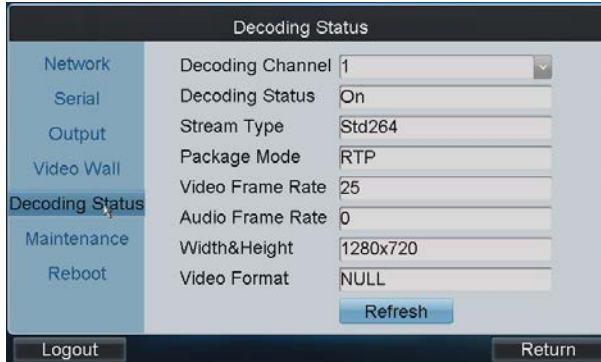 Decoding Status
Network
Serial
Output
Video Wall
Decoding Status
Maintenance
Reboot
Decoding Channel 1
Decoding Status On
Stream Type Std264
Package Mode RTP
Video Frame Rate 25
Audio Frame Rate 0
Width&Height 1280x720
Video Format NULL
Refresh
Logout
Return